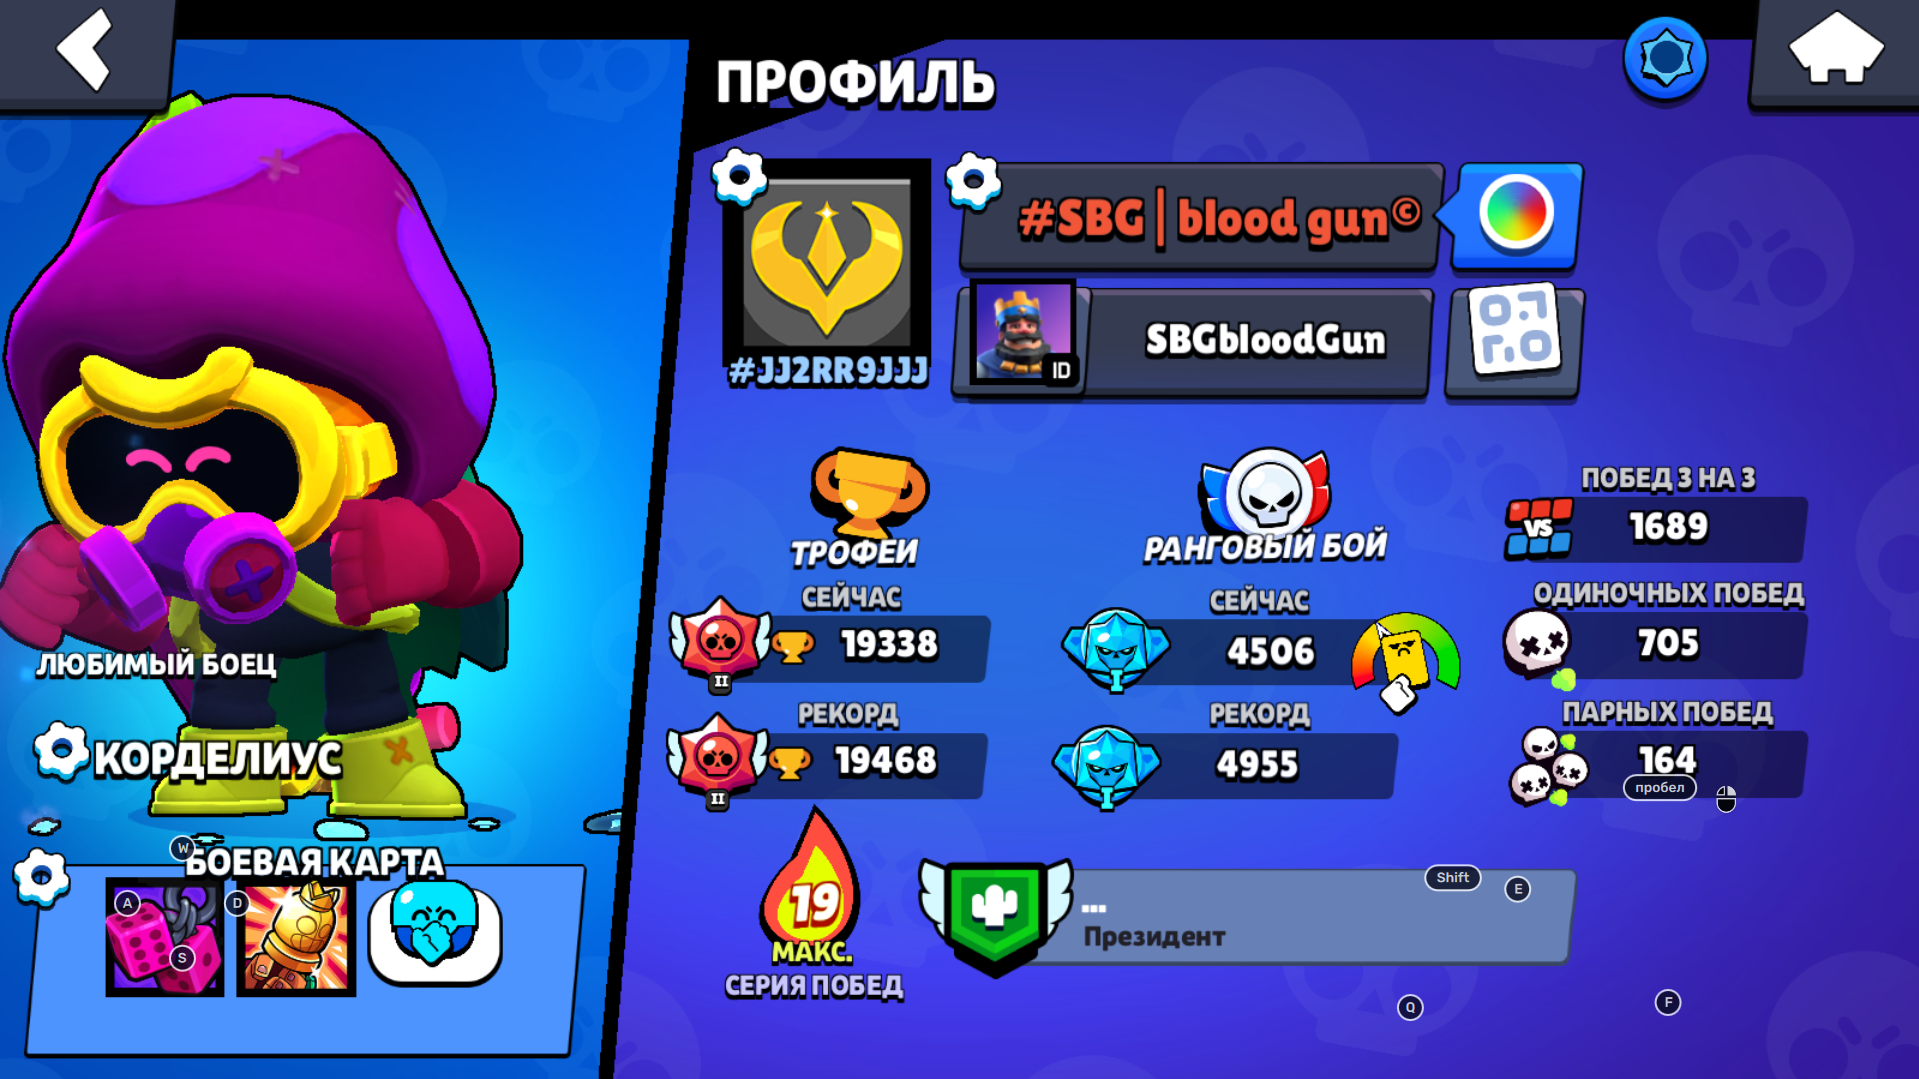 ПРОФИЛЬ
#SBG | blood gun©
#JJ2RR9JJJ
ID
SBGbloodGun
ТРОФЕИ
СЕЙЧАС
19338
II
РЕКОРД
19468
II
РАНГОВЫЙ БОЙ
СЕЙЧАС
4506
I
РЕКОРД
4955
I
ПОБЕД 3 НА 3
VS
1689
ОДИНОЧНЫХ ПОБЕД
705
ПАРНЫХ ПОБЕД
164
пробел
ЛЮБИМЫЙ БОЕЦ
КОРДЕЛИУС
W
БОЕВАЯ КАРТА
A
D
S
19
МАКС.
СЕРИЯ ПОБЕД
...
Президент
Shift
E
Q
F